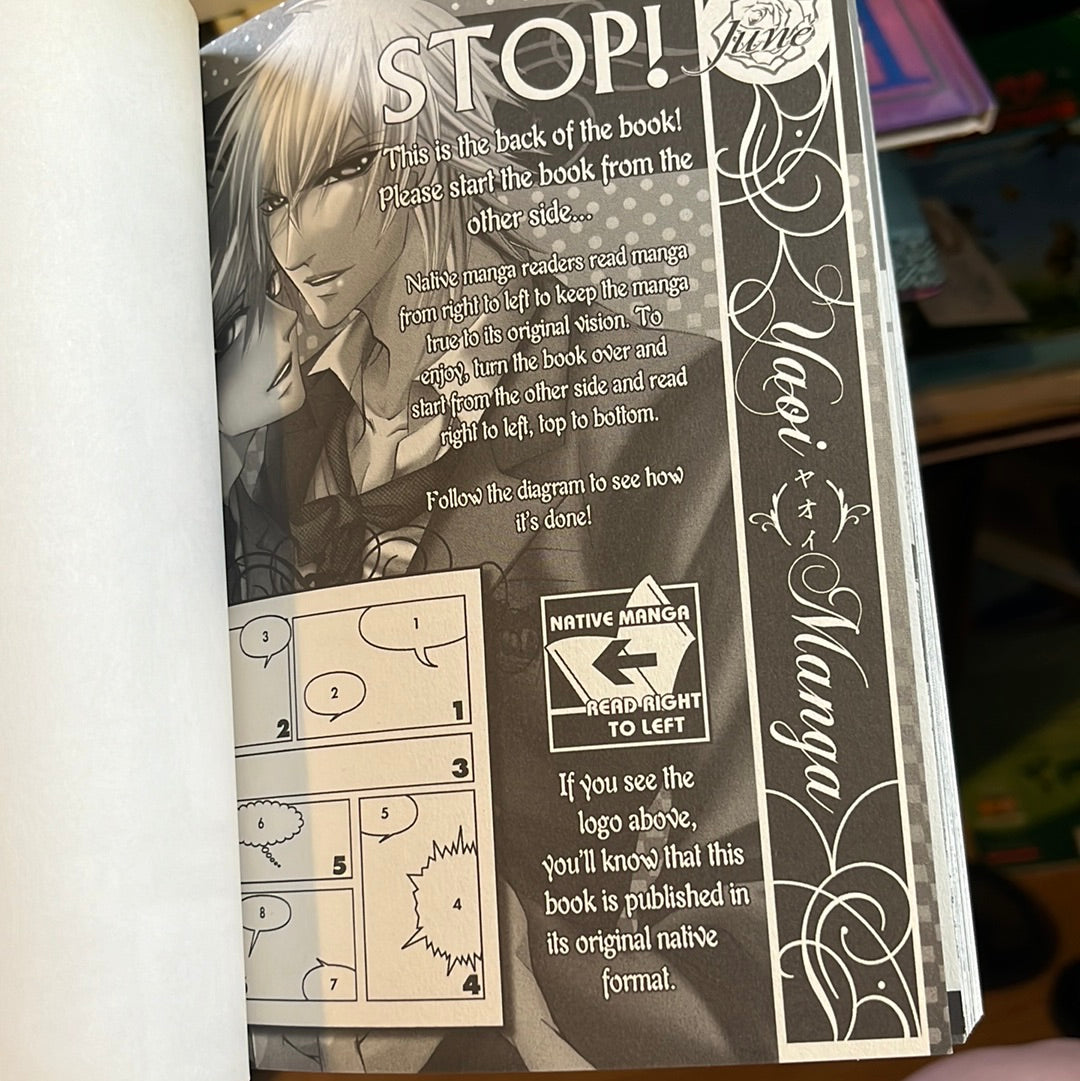 STOP!
This is the back of the book!
Please start the book from the
other side...
Native manga readers read manga
from right to left to keep the manga
true to its original vision. To
enjoy, turn the book over and
start from the other side and read
right to left, top to bottom.
Follow the diagram to see how
it's done!
1
2
3
1
2
3
5
4
6
5
4
8
7
NATIVE MANGA
READ RIGHT
TO LEFT
If you see the
logo above,
you'll know that this
book is published in
its original native
format.
June
Yaoi
ヤオイ
Manga